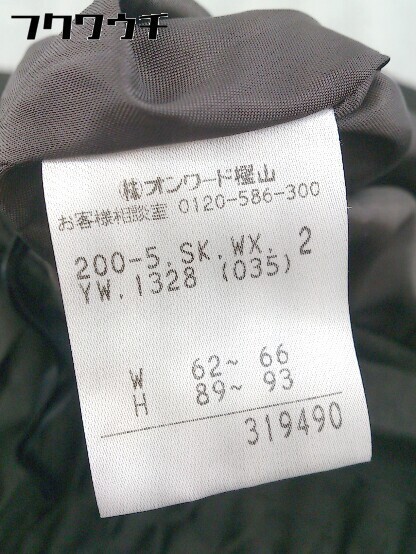 フクウクチ
(株)オンワード樫山
お客様相談室 0120-586-300
200-5.SK.WX. 2
YW.1328 (035)
W 62~ 66
H 89~ 93
319490